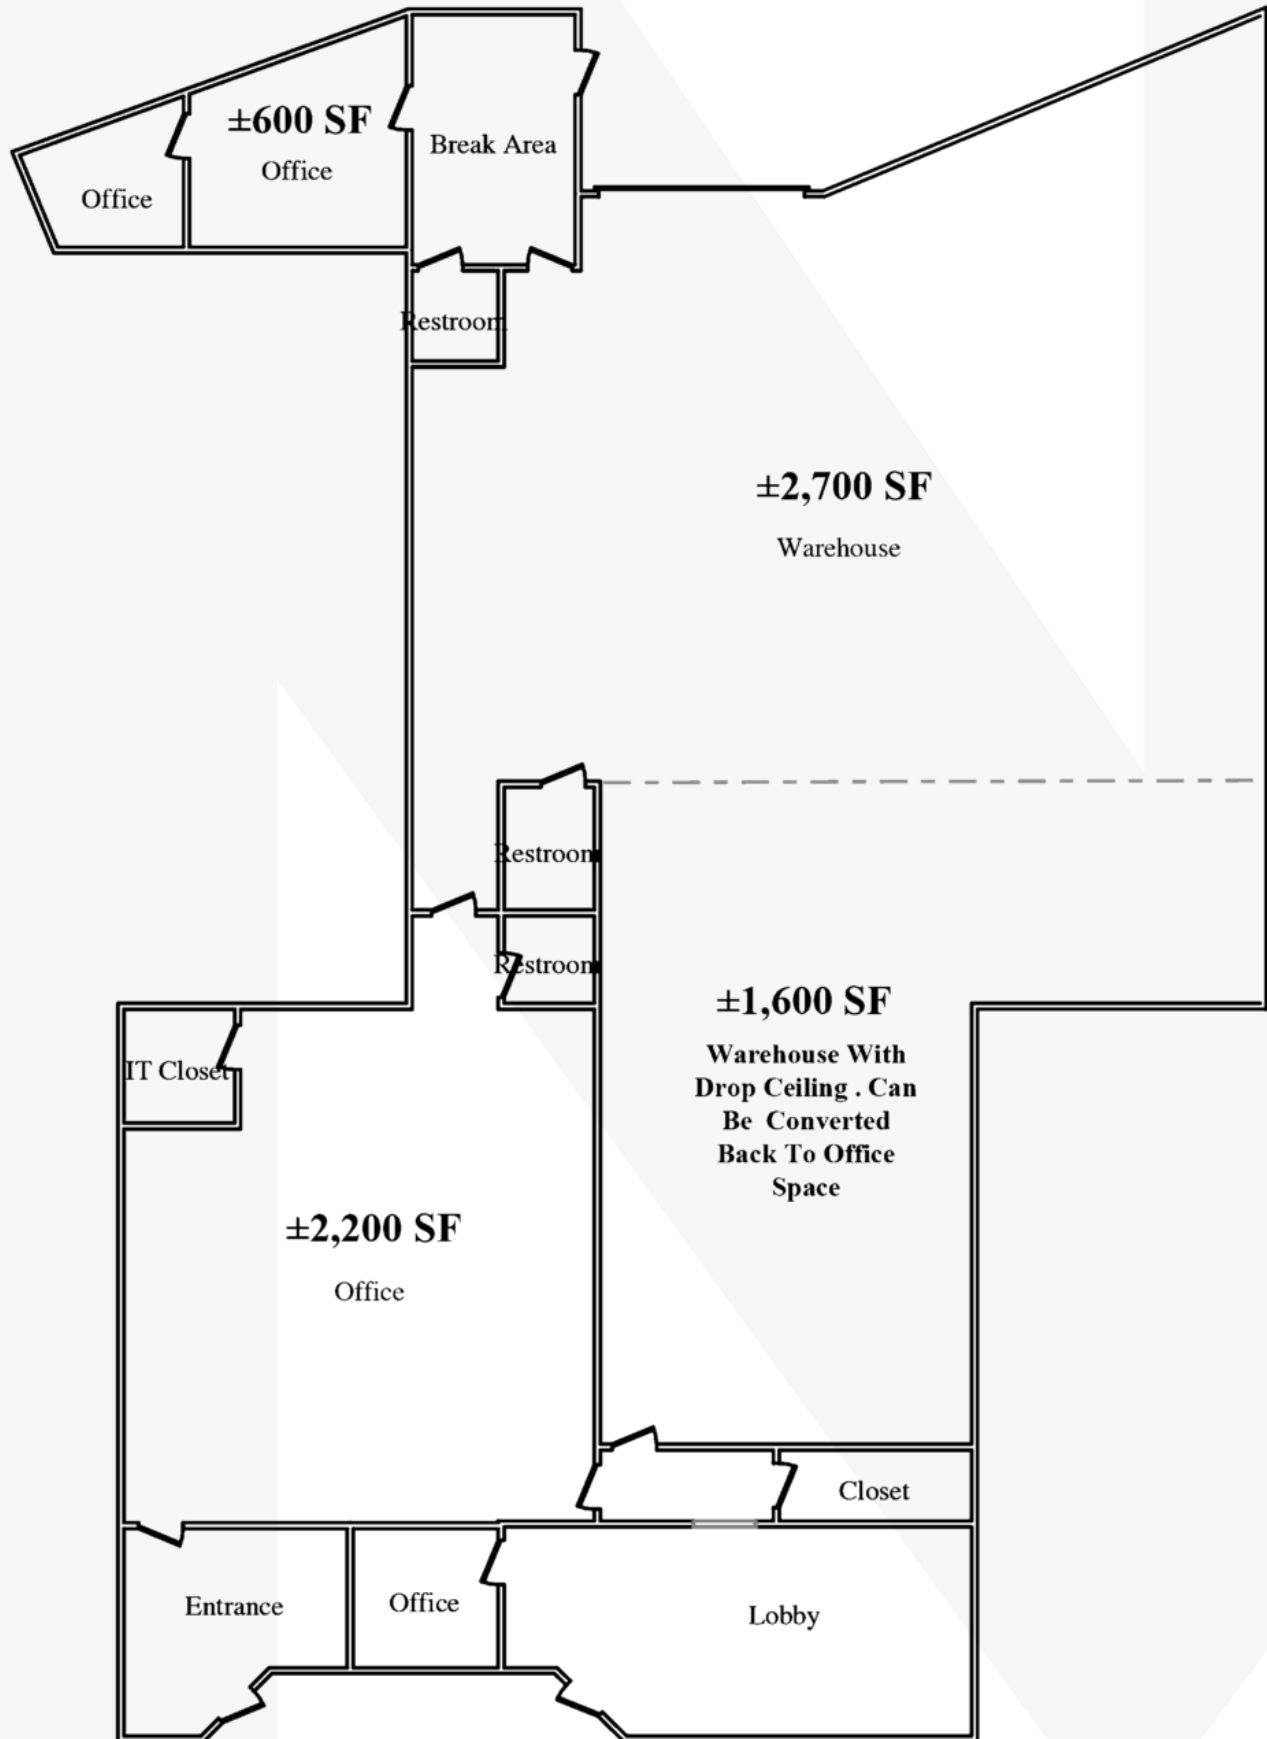 ±600 SF
Office
Office
Break Area
Restroom
±2,700 SF
Warehouse
Restroom
Restroom
±1,600 SF
Warehouse With
Drop Ceiling . Can
Be Converted
Back To Office
Space
IT Closet
±2,200 SF
Office
Closet
Entrance
Office
Lobby